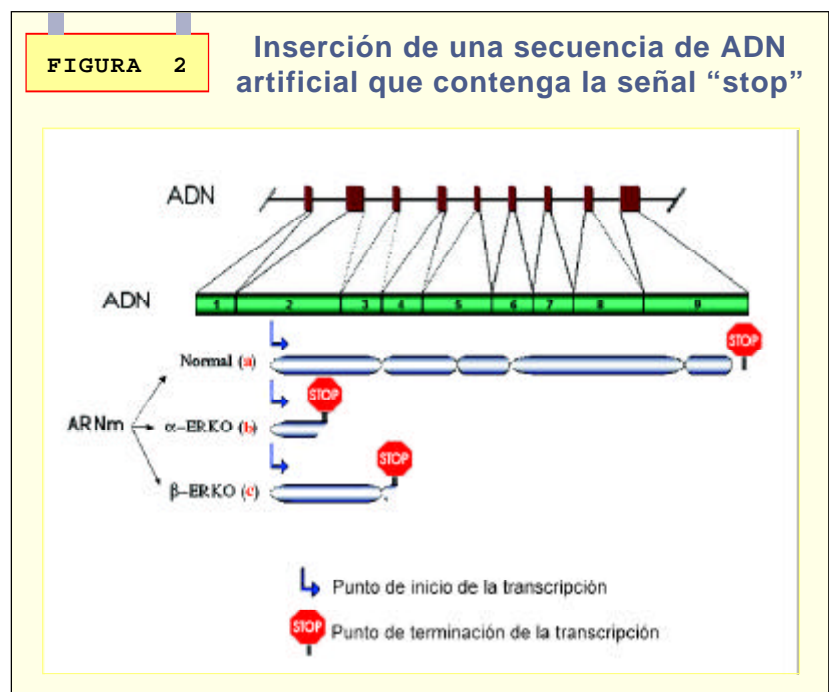 FIGURA 2
Inserción de una secuencia de ADN
artificial que contenga la señal “stop”
ADN
ADN
1 2 3 4 5 6 7 8 9
STOP
Normal (a)
STOP
ARNm
α-ERKO (b)
STOP
β-ERKO (c)
Punto de inicio de la transcripción
STOP
Punto de terminación de la transcripción